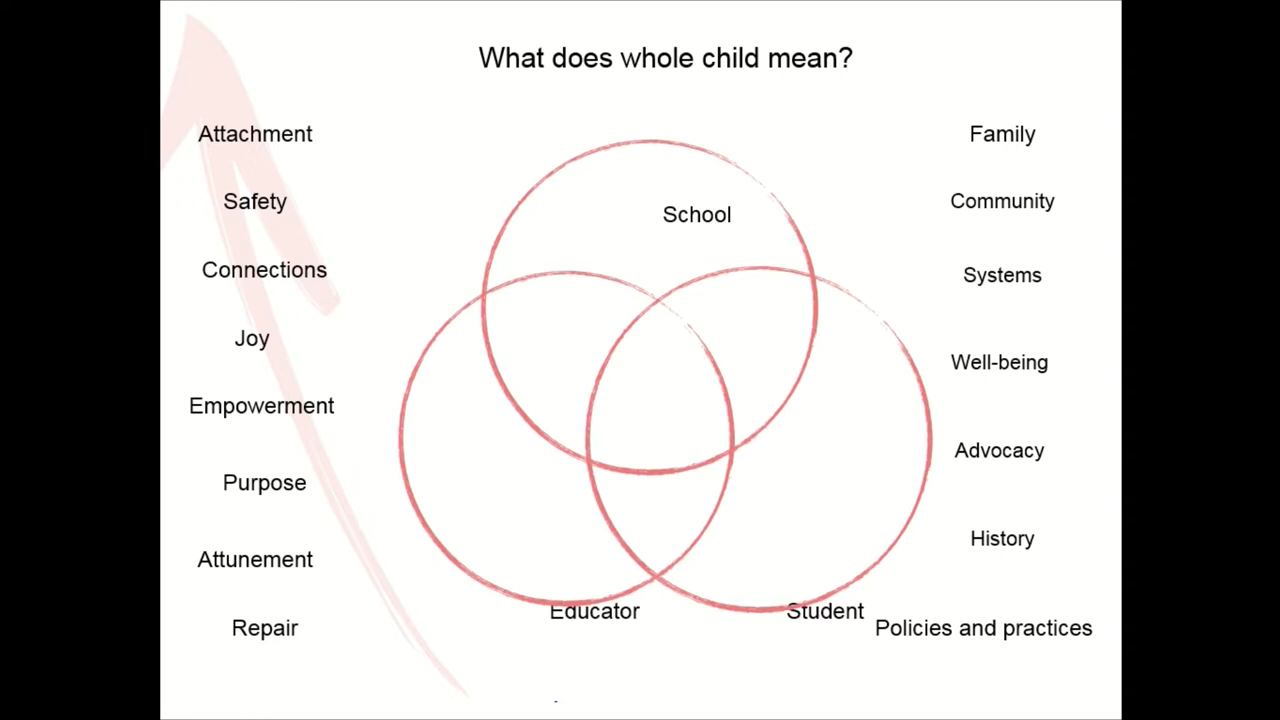 What does whole child mean?
Attachment
Safety
Connections
Joy
Empowerment
Purpose
Attunement
Repair
School
Educator
Student
Family
Community
Systems
Well-being
Advocacy
History
Policies and practices